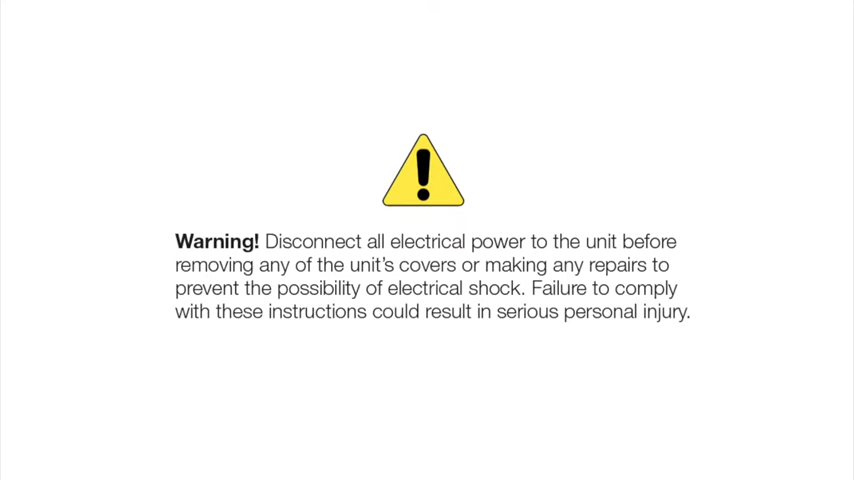 Warning! Disconnect all electrical power to the unit before
removing any of the unit’s covers or making any repairs to
prevent the possibility of electrical shock. Failure to comply
with these instructions could result in serious personal injury.